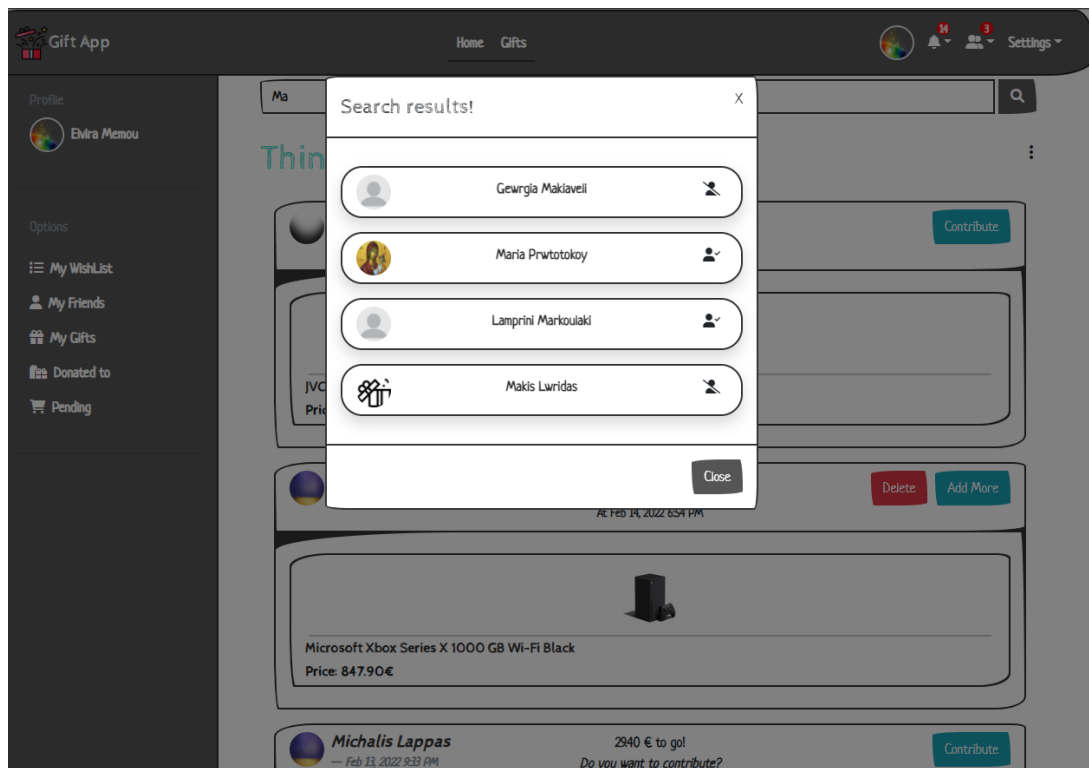 Gift App
Home Gifts
14
3
Settings
Profile
Elvira Memou
Options
My WishList
My Friends
My Gifts
Donated to
Pending
Ma
Thin
Contribute
Search results!
X
Gewrgia Makiaveli
Maria Prwtotokoy
Lamprini Markoulaki
Makis Lwridas
Close
JVC
Pric
Delete
Add More
At Feb 14, 2022 6:54 PM
Microsoft Xbox Series X 1000 GB Wi-Fi Black
Price: 847.90€
Michalis Lappas
— Feb 13, 2022 9:33 PM
29.40 € to go!
Do you want to contribute?
Contribute